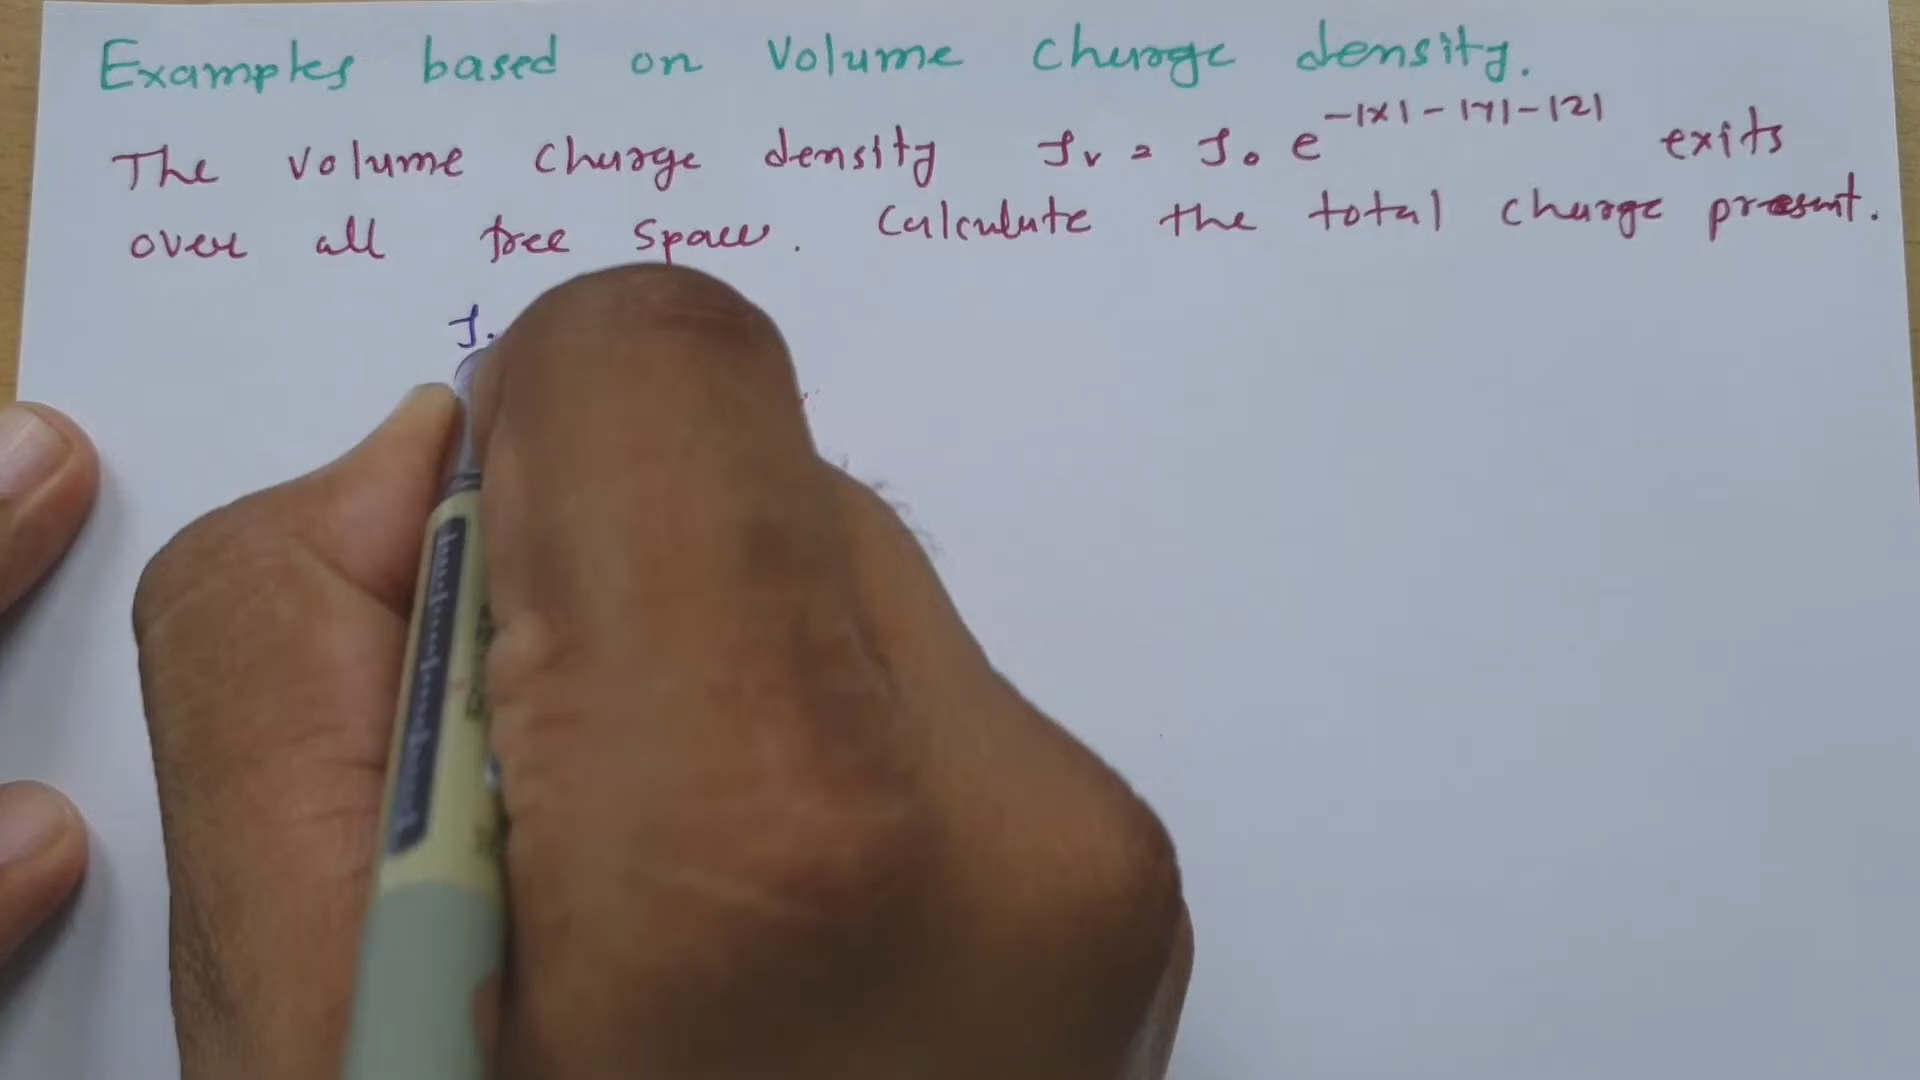 Examples based on volume charge density.
The volume charge density ρv = ρ₀ e^-|x|-|y|-|z| exits
over all free space. Calculate the total charge present.
ρ